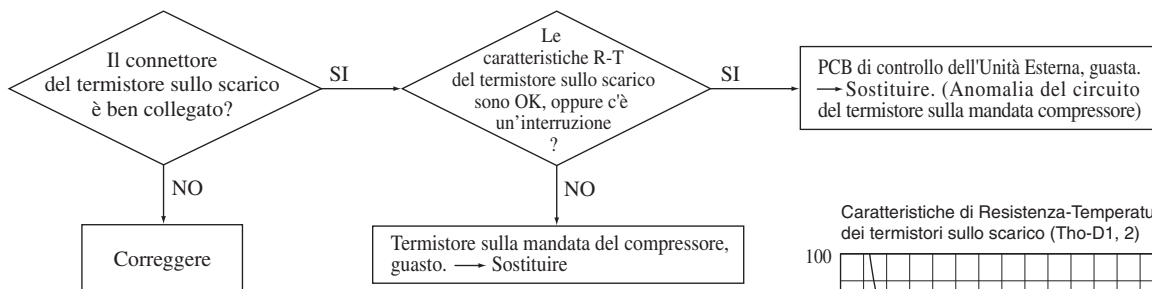 Il connettore
del termistore sullo scarico
è ben collegato?
SI
Le
caratteristiche R-T
del termistore sullo scarico
sono OK, oppure c'è
un'interruzione
?
SI
PCB di controllo dell'Unità Esterna, guasta.
→ Sostituire. (Anomalia del circuito
del termistore sulla mandata compressore)
NO
Correggere
NO
Termistore sulla mandata del compressore,
guasto. → Sostituire
Caratteristiche di Resistenza-Temperatu
dei termistori sullo scarico (Tho-D1, 2)
100